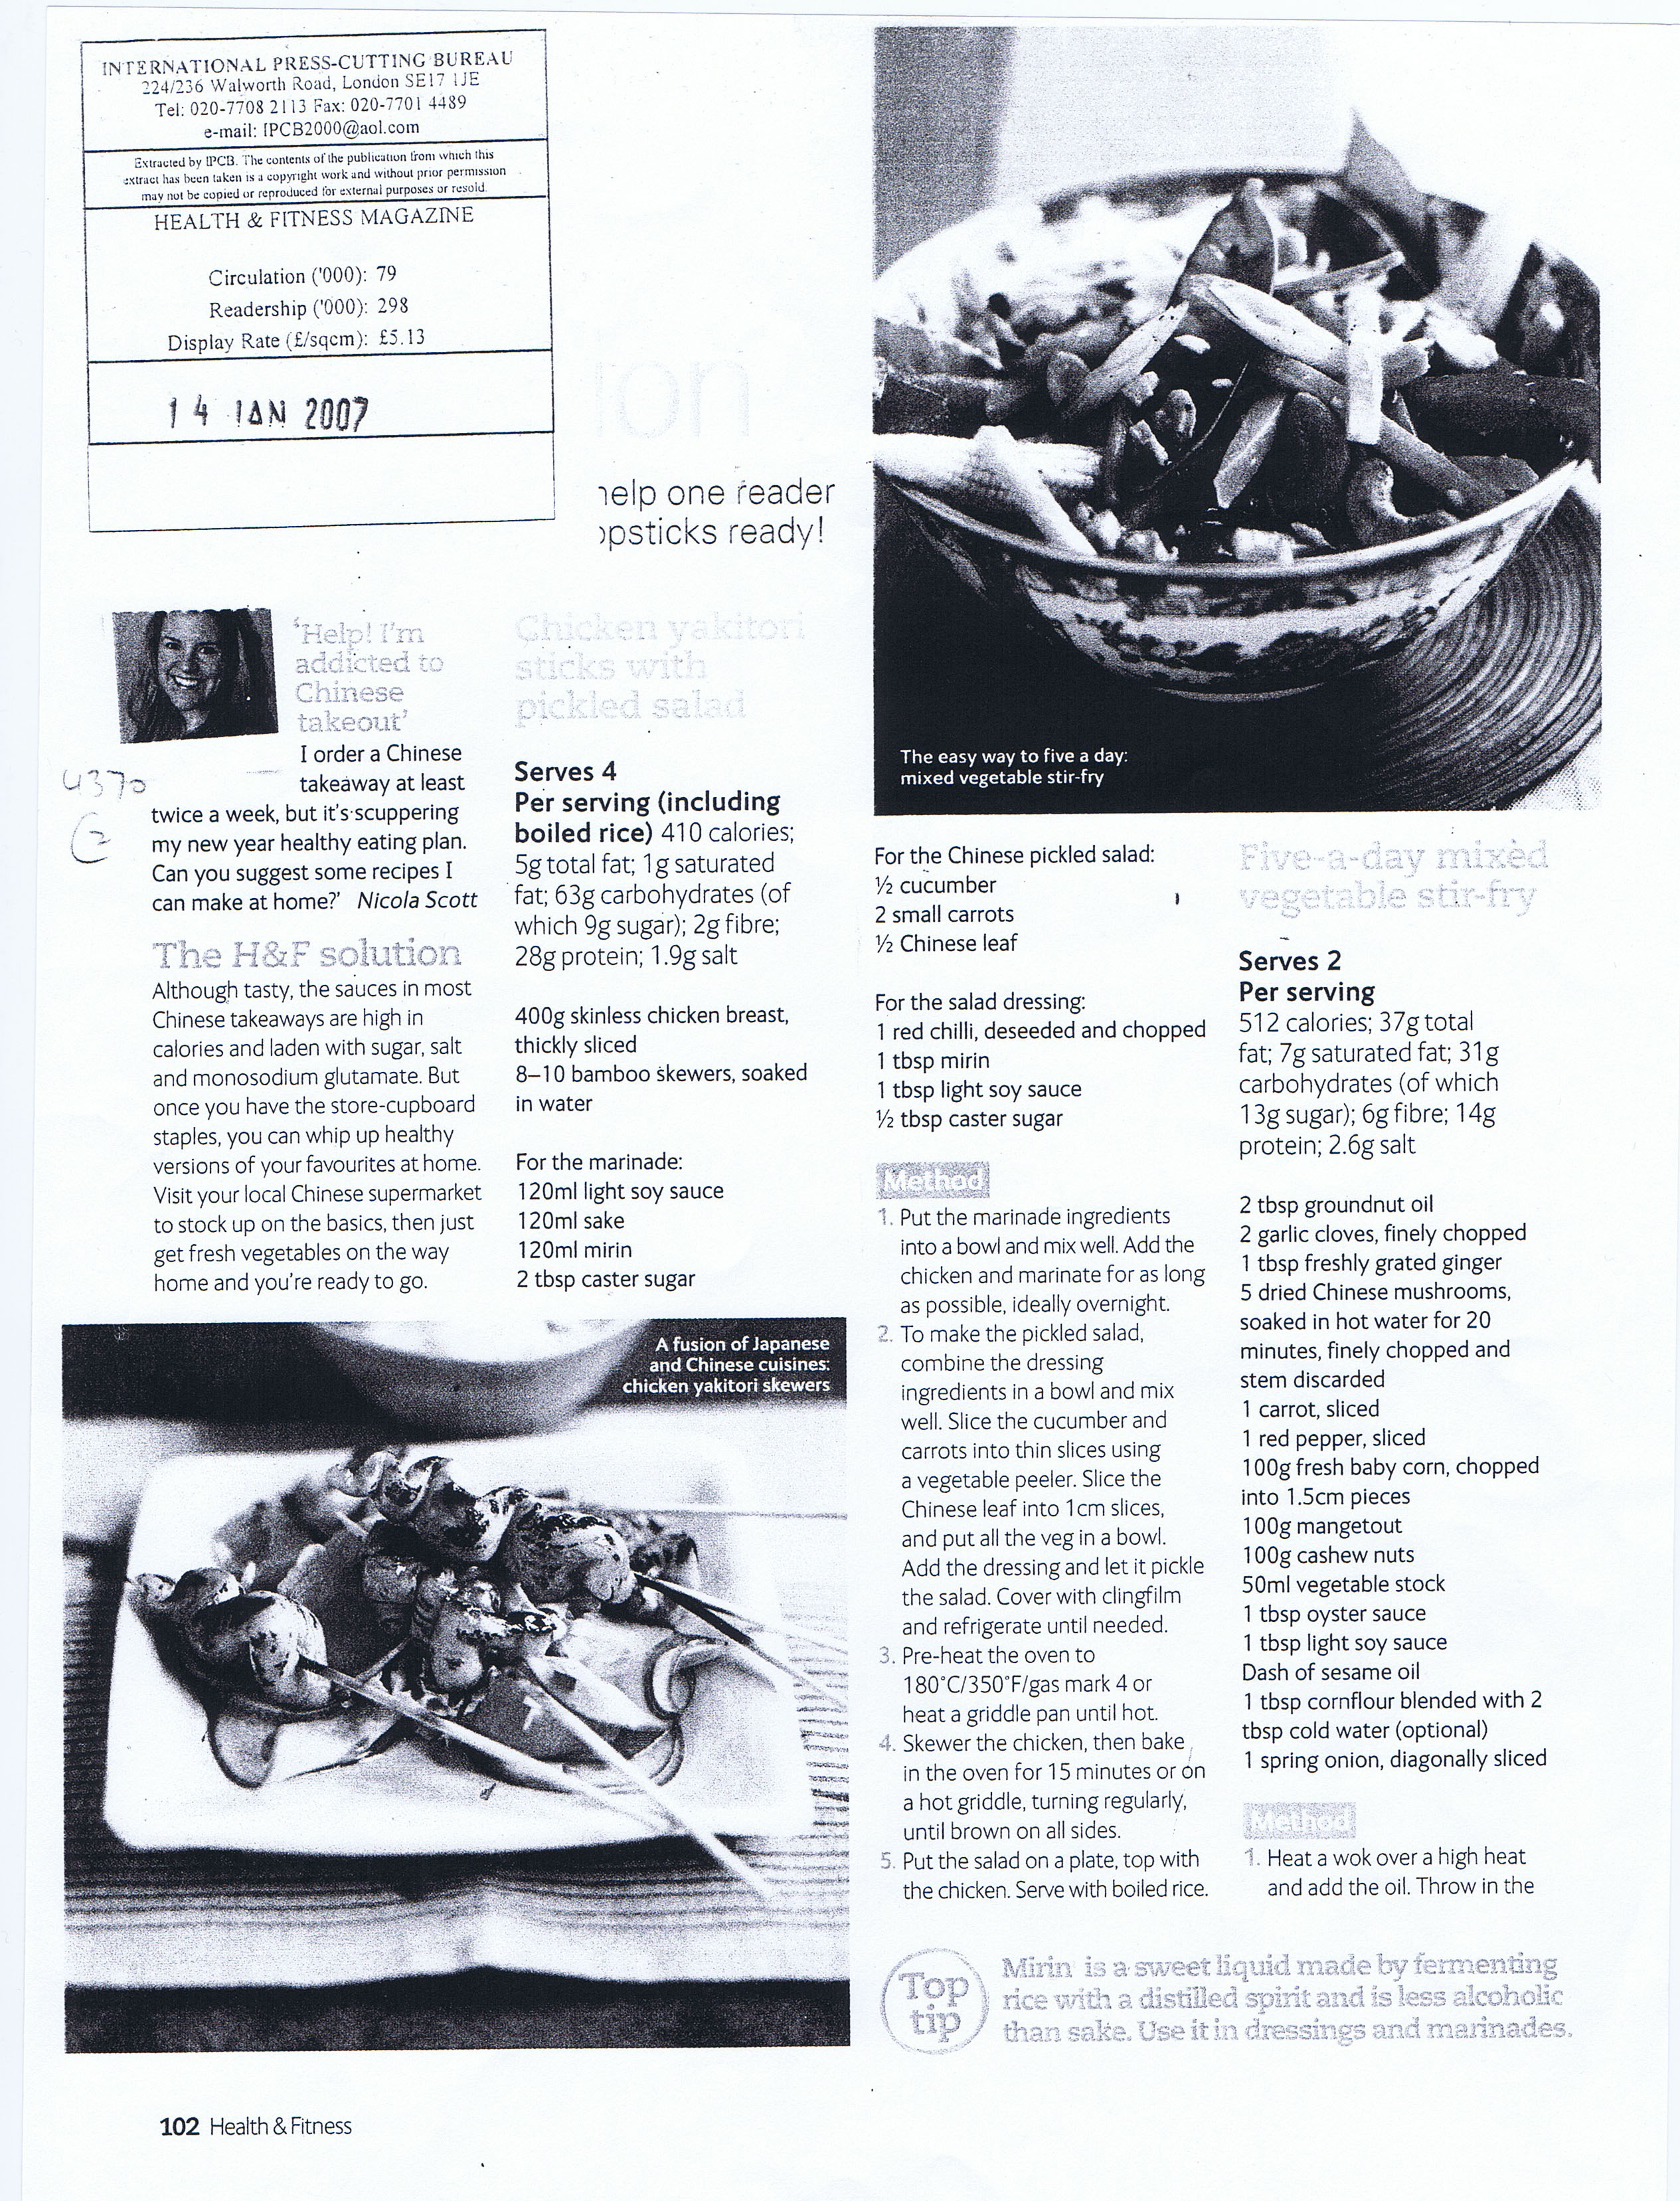 INTERNATIONAL PRESS-CUTTING BUREAU
224/236 Walworth Road, London SE17 1JE
Tel: 020-7708 2113 Fax: 020-7701 4489
e-mail: IPCB2000@aol.com
Extracted by IPCB. The contents of the publication from which this
extract has been taken is a copyright work and without prior permission
may not be copied or reproduced for external purposes or resold.
HEALTH & FITNESS MAGAZINE
Circulation ('000): 79
Readership ('000): 298
Display Rate (£/sqcm): £5.13
14 JAN 2007
on
help one reader
opsticks ready!
'Help! I'm
addicted to
Chinese
takeout'
I order a Chinese
takeaway at least
twice a week, but it's scuppering
my new year healthy eating plan.
Can you suggest some recipes I
can make at home?' Nicola Scott
4370
The H&F solution
Although tasty, the sauces in most
Chinese takeaways are high in
calories and laden with sugar, salt
and monosodium glutamate. But
once you have the store-cupboard
staples, you can whip up healthy
versions of your favourites at home.
Visit your local Chinese supermarket
to stock up on the basics, then just
get fresh vegetables on the way
home and you're ready to go.
Chicken yakitori
sticks with
pickled salad
Serves 4
Per serving (including
boiled rice) 410 calories;
5g total fat; 1g saturated
fat; 63g carbohydrates (of
which 9g sugar); 2g fibre;
28g protein; 1.9g salt
400g skinless chicken breast,
thickly sliced
8–10 bamboo skewers, soaked
in water
For the marinade:
120ml light soy sauce
120ml sake
120ml mirin
2 tbsp caster sugar
A fusion of Japanese
and Chinese cuisines:
chicken yakitori skewers
The easy way to five a day:
mixed vegetable stir-fry
For the Chinese pickled salad:
½ cucumber
2 small carrots
½ Chinese leaf
For the salad dressing:
1 red chilli, deseeded and chopped
1 tbsp mirin
1 tbsp light soy sauce
½ tbsp caster sugar
Method
1. Put the marinade ingredients
into a bowl and mix well. Add the
chicken and marinate for as long
as possible, ideally overnight.
2. To make the pickled salad,
combine the dressing
ingredients in a bowl and mix
well. Slice the cucumber and
carrots into thin slices using
a vegetable peeler. Slice the
Chinese leaf into 1cm slices,
and put all the veg in a bowl.
Add the dressing and let it pickle
the salad. Cover with clingfilm
and refrigerate until needed.
3. Pre-heat the oven to
180°C/350°F/gas mark 4 or
heat a griddle pan until hot.
4. Skewer the chicken, then bake
in the oven for 15 minutes or on
a hot griddle, turning regularly,
until brown on all sides.
5. Put the salad on a plate, top with
the chicken. Serve with boiled rice.
Five-a-day mixed
vegetable stir-fry
Serves 2
Per serving
512 calories; 37g total
fat; 7g saturated fat; 31g
carbohydrates (of which
13g sugar); 6g fibre; 14g
protein; 2.6g salt
2 tbsp groundnut oil
2 garlic cloves, finely chopped
1 tbsp freshly grated ginger
5 dried Chinese mushrooms,
soaked in hot water for 20
minutes, finely chopped and
stem discarded
1 carrot, sliced
1 red pepper, sliced
100g fresh baby corn, chopped
into 1.5cm pieces
100g mangetout
100g cashew nuts
50ml vegetable stock
1 tbsp oyster sauce
1 tbsp light soy sauce
Dash of sesame oil
1 tbsp cornflour blended with 2
tbsp cold water (optional)
1 spring onion, diagonally sliced
Method
1. Heat a wok over a high heat
and add the oil. Throw in the
Top
tip
Mirin is a sweet liquid made by fermenting
rice with a distilled spirit and is less alcoholic
than sake. Use it in dressings and marinades.
102 Health & Fitness